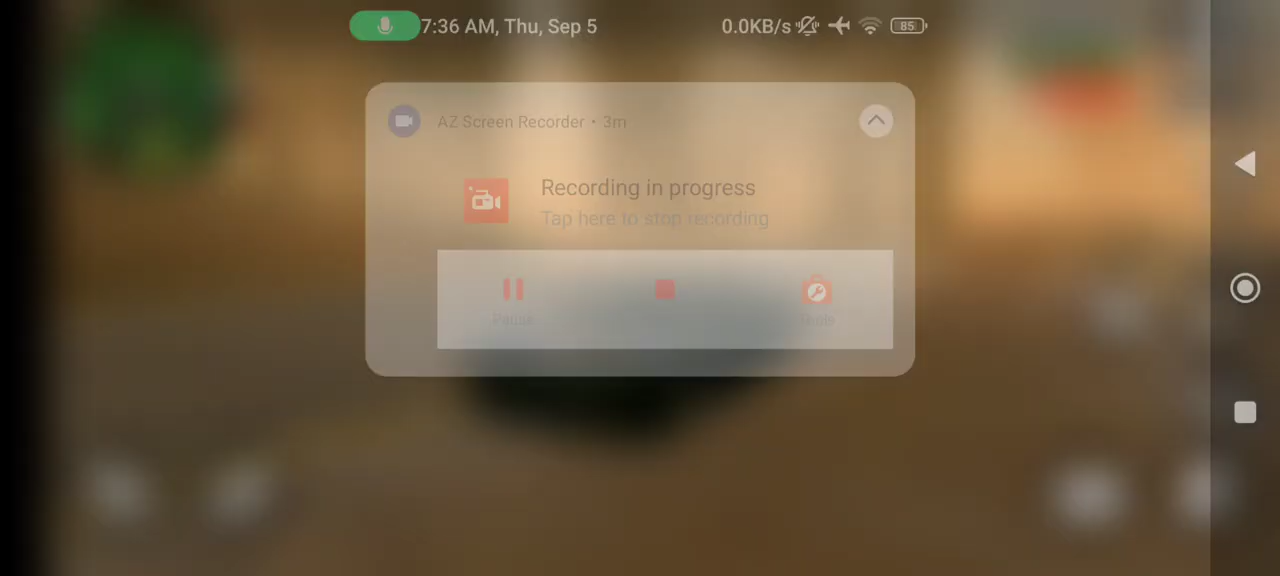 7:36 AM, Thu, Sep 5
0.0KB/s
85
AZ Screen Recorder • 3m
Recording in progress
Tap here to stop recording
Pause